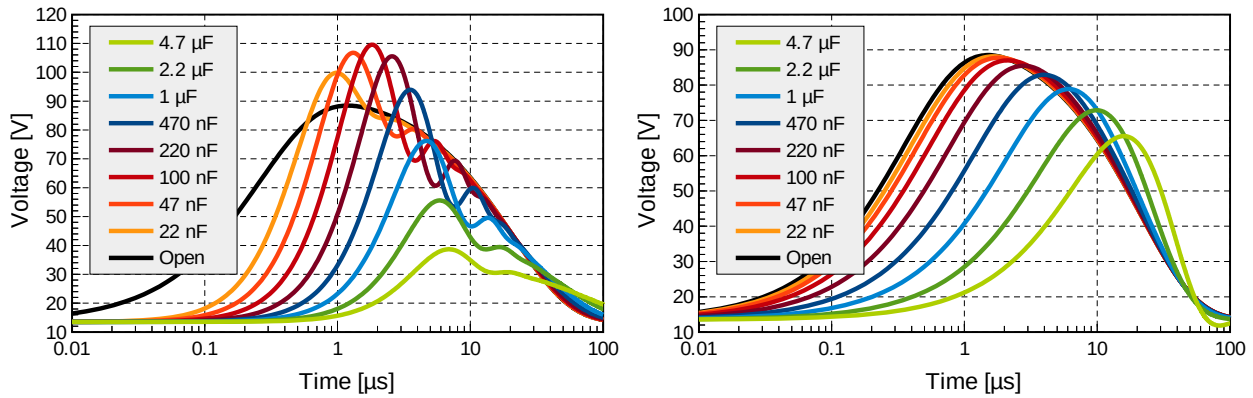 120
110
100
90
80
70
60
50
40
30
20
10
Voltage [V]
4.7 µF
2.2 µF
1 µF
470 nF
220 nF
100 nF
47 nF
22 nF
Open
0.01 0.1 1 10 100
Time [µs]
100
90
80
70
60
50
40
30
20
10
Voltage [V]
4.7 µF
2.2 µF
1 µF
470 nF
220 nF
100 nF
47 nF
22 nF
Open
0.01 0.1 1 10 100
Time [µs]